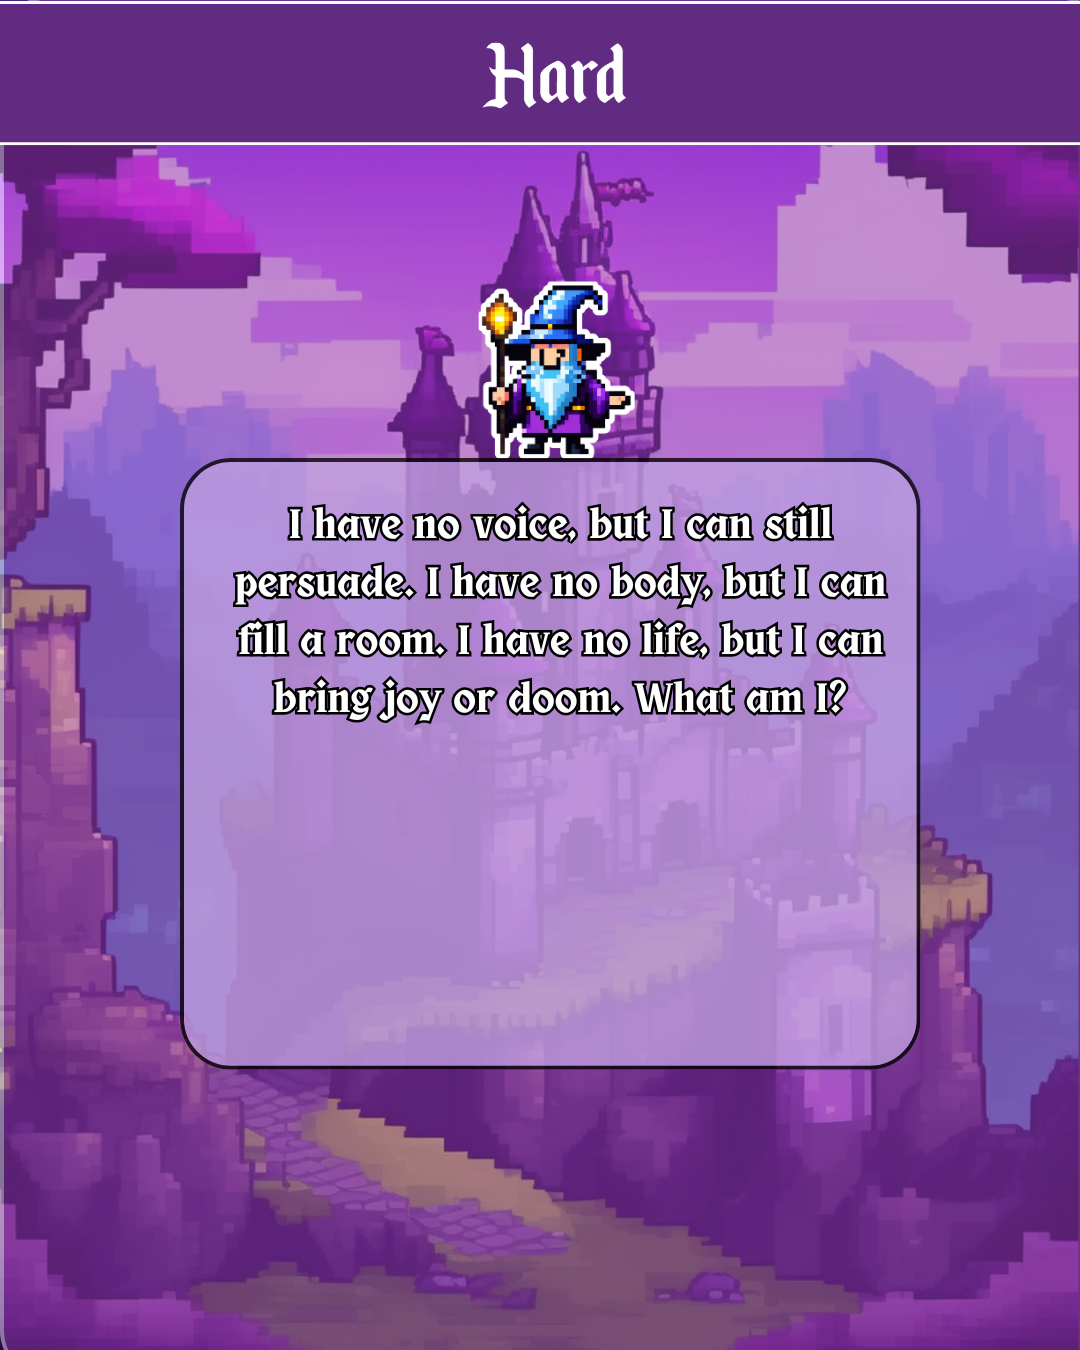 Hard
I have no voice, but I can still
persuade. I have no body, but I can
fill a room. I have no life, but I can
bring joy or doom. What am I?